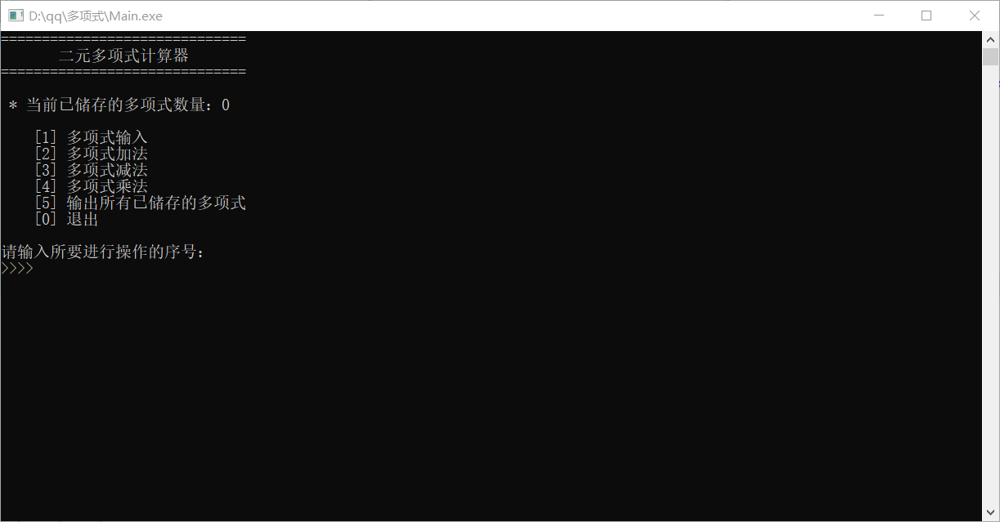 D:\qq\多项式\Main.exe
==============================
二元多项式计算器
==============================
* 当前已储存的多项式数量：0
[1] 多项式输入
[2] 多项式加法
[3] 多项式减法
[4] 多项式乘法
[5] 输出所有已储存的多项式
[0] 退出
请输入所要进行操作的序号：
>>>>